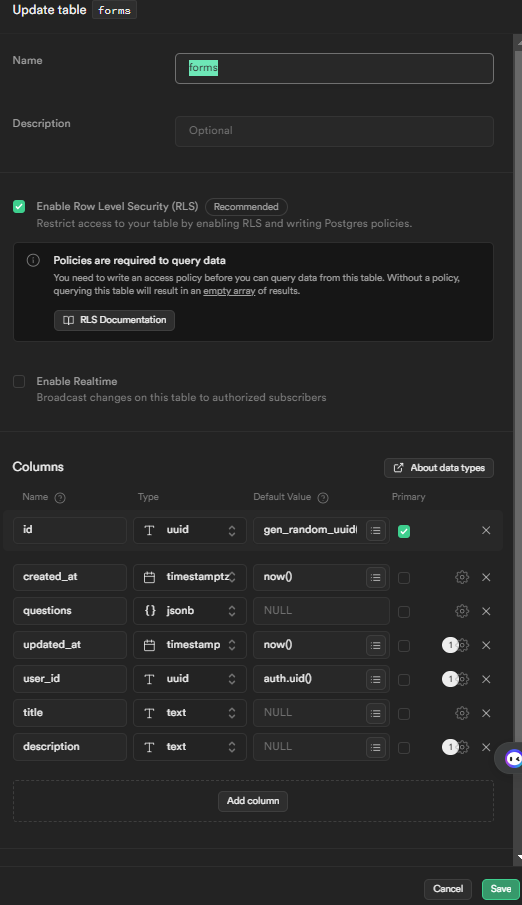 Update table forms
Name
forms
Description
Optional
Enable Row Level Security (RLS) Recommended
Restrict access to your table by enabling RLS and writing Postgres policies.
Policies are required to query data
You need to write an access policy before you can query data from this table. Without a policy,
querying this table will result in an empty array of results.
RLS Documentation
Enable Realtime
Broadcast changes on this table to authorized subscribers
Columns About data types
Name ? Type Default Value ? Primary
id T uuid gen_random_uuid(
created_at timestamptz now()
questions {} jsonb NULL
updated_at timestamp now() 1
user_id T uuid auth.uid() 1
title T text NULL
description T text NULL 1
Add column
Cancel Save